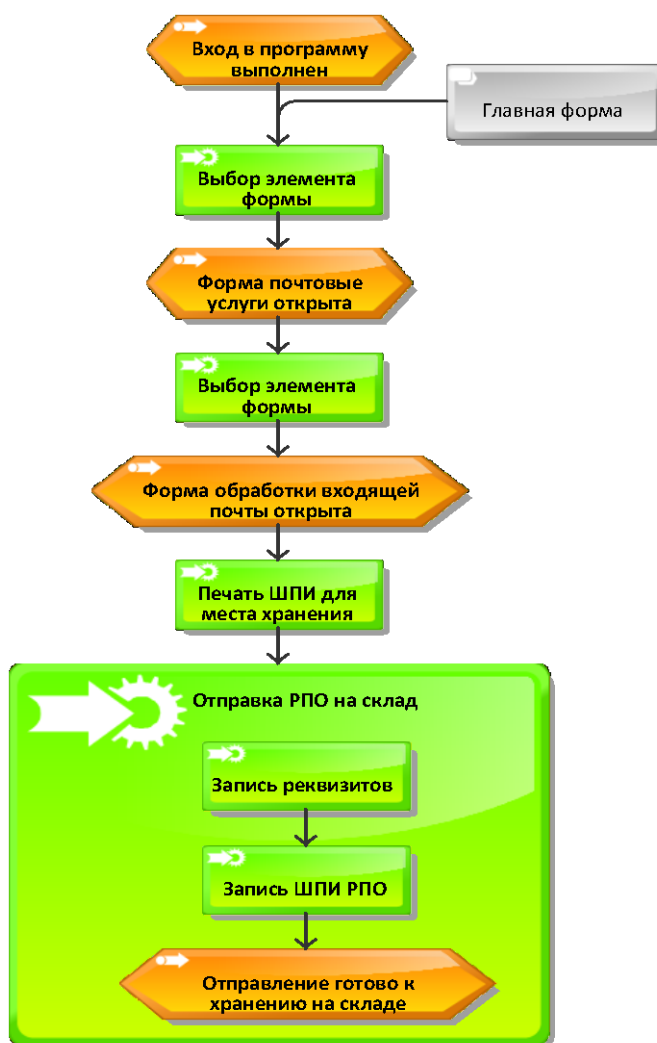 Вход в программу
выполнен
Главная форма
Выбор элемента
формы
Форма почтовые
услуги открыта
Выбор элемента
формы
Форма обработки входящей
почты открыта
Печать ШПИ для
места хранения
Отправка РПО на склад
Запись реквизитов
Запись ШПИ РПО
Отправление готово к
хранению на складе